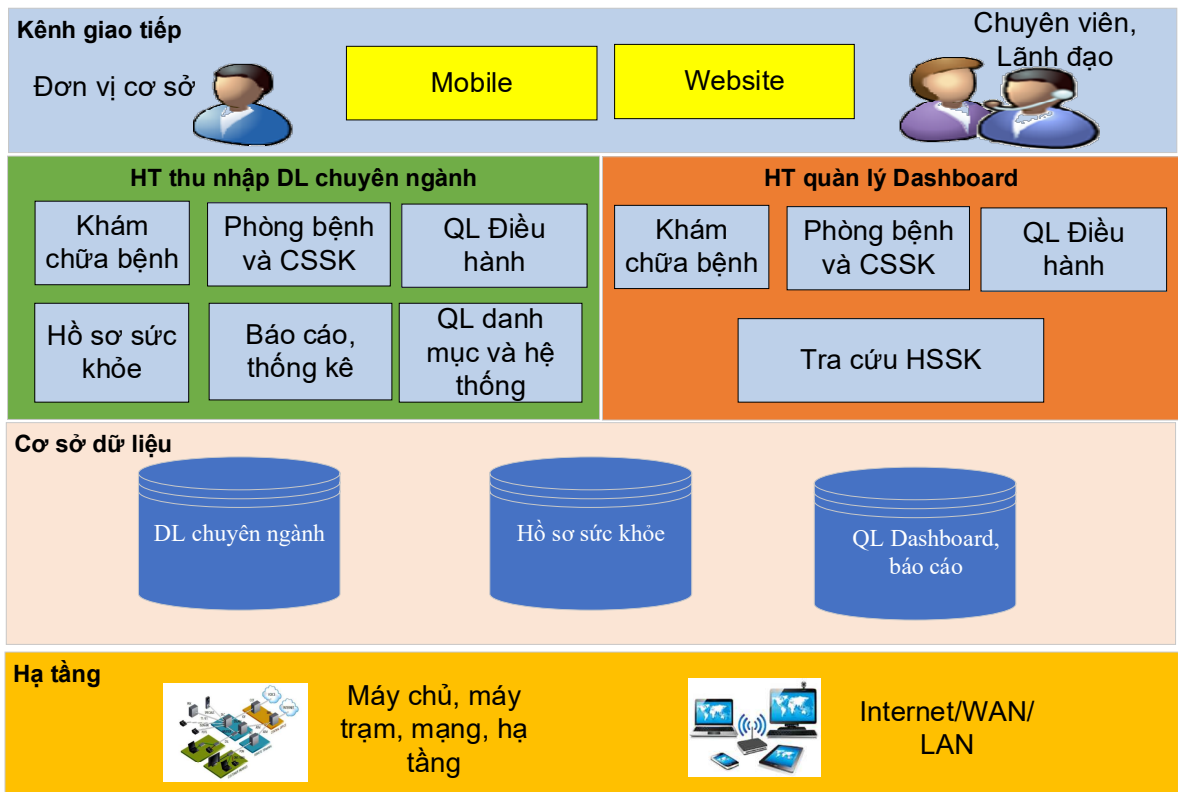 Kênh giao tiếp
Đơn vị cơ sở
Mobile
Website
Chuyên viên,
Lãnh đạo
HT thu nhập DL chuyên ngành
Khám
chữa bệnh
Phòng bệnh
và CSSK
QL Điều
hành
Hồ sơ sức
khỏe
Báo cáo,
thống kê
QL danh
mục và hệ
thống
HT quàn lý Dashboard
Khám
chữa bệnh
Phòng bệnh
và CSSK
QL Điều
hành
Tra cứu HSSK
Cơ sở dữ liệu
DL chuyên ngành
Hồ sơ sức khỏe
QL Dashboard,
báo cáo
Hạ tầng
Máy chủ, máy
trạm, mạng, hạ
tầng
Internet/WAN/
LAN